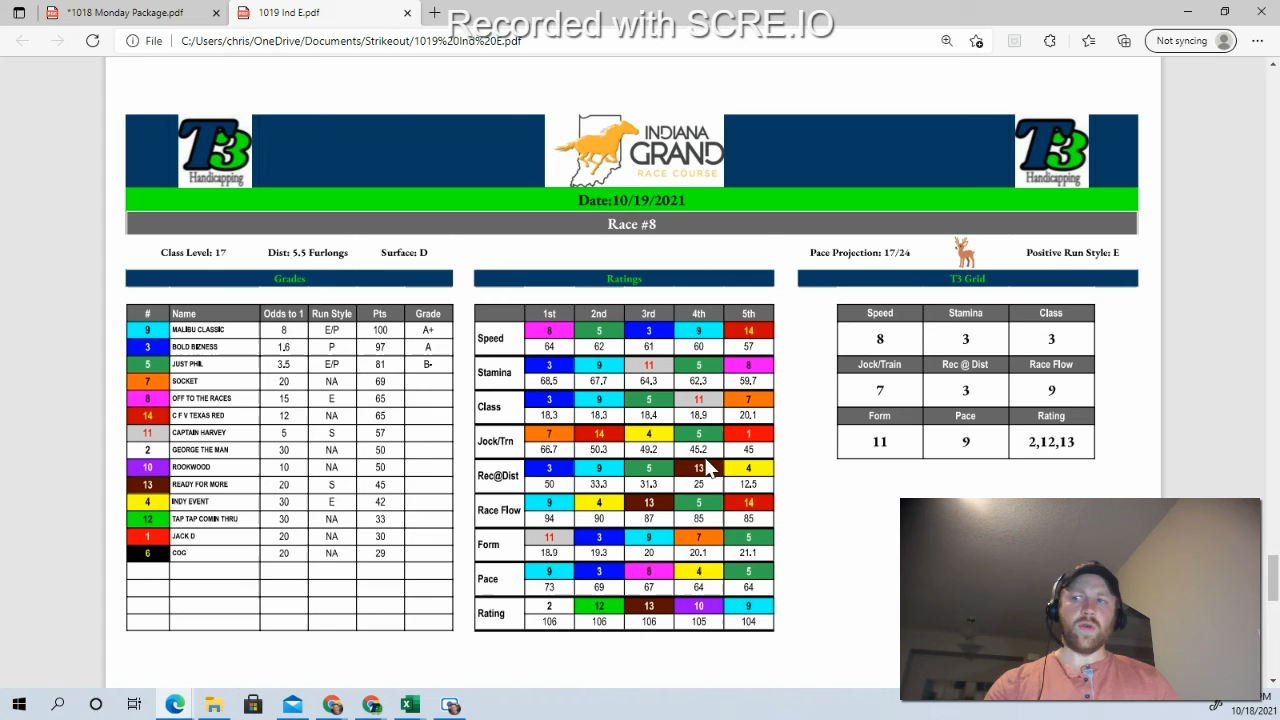 *1018 Monday Package.pdf
1019 Ind E.pdf
Recorded with SCRE.IO
File C:/Users/chris/OneDrive/Documents/Strikeout/1019%20Ind%20E.pdf
Not syncing
T3 Handicapping
INDIANA GRAND RACE COURSE
T3 Handicapping
Date:10/19/2021
Race #8
Class Level: 17 Dist: 5.5 Furlongs Surface: D Pace Projection: 17/24 Positive Run Style: E
Grades
# Name Odds to 1 Run Style Pts Grade
9 MALIBU CLASSIC 8 E/P 100 A+
3 BOLD BIZNESS 1.6 P 97 A
5 JUST PHIL 3.5 E/P 81 B-
7 SOCKET 20 NA 69
8 OFF TO THE RACES 15 E 65
14 C F V TEXAS RED 12 NA 65
11 CAPTAIN HARVEY 5 S 57
2 GEORGE THE MAN 30 NA 50
10 ROOKWOOD 10 NA 50
13 READY FOR MORE 20 S 45
4 INDY EVENT 30 E 42
12 TAP TAP COMIN THRU 30 NA 33
1 JACK D 20 NA 30
6 COG 20 NA 29
Ratings
1st 2nd 3rd 4th 5th
Speed 8 5 3 9 14
64 62 61 60 57
Stamina 3 9 11 5 8
68.5 67.7 64.3 62.3 59.7
Class 3 9 5 11 7
18.3 18.3 18.4 18.9 20.1
Jock/Trn 7 14 4 5 1
66.7 50.3 49.2 45.2 45
Rec@Dist 3 9 5 13 4
50 33.3 31.3 25 12.5
Race Flow 9 4 13 5 14
94 90 87 85 85
Form 11 3 9 7 5
18.9 19.3 20 20.1 21.1
Pace 9 3 8 4 5
73 69 67 64 64
Rating 2 12 13 10 9
106 106 106 105 104
T3 Grid
Speed Stamina Class
8 3 3
Jock/Train Rec @ Dist Race Flow
7 3 9
Form Pace Rating
11 9 2,12,13
10/18/2021